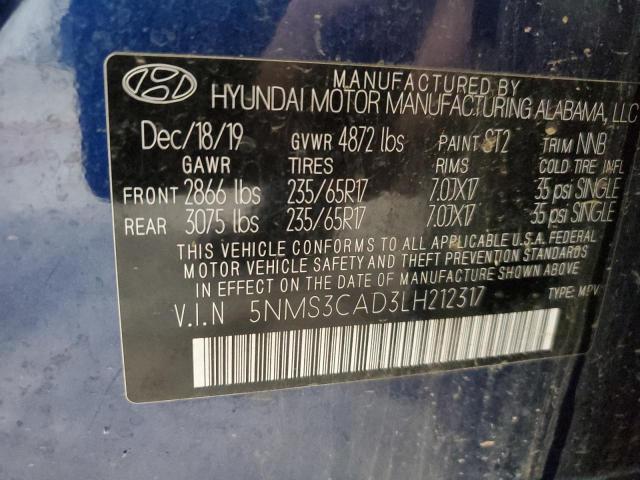 MANUFACTURED BY
HYUNDAI MOTOR MANUFACTURING ALABAMA, LLC
Dec/18/19 GVWR 4872 lbs PAINT ST2 TRIM NNB
GAWR TIRES RIMS COLD TIRE INFL
FRONT 2866 lbs 235/65R17 7.0JX17 35 psi SINGLE
REAR 3075 lbs 235/65R17 7.0JX17 35 psi SINGLE
THIS VEHICLE CONFORMS TO ALL APPLICABLE U.S.A. FEDERAL
MOTOR VEHICLE SAFETY AND THEFT PREVENTION STANDARDS
IN EFFECT ON THE DATE OF MANUFACTURE SHOWN ABOVE.
V.I.N 5NMS3CAD3LH212317 TYPE: MPV